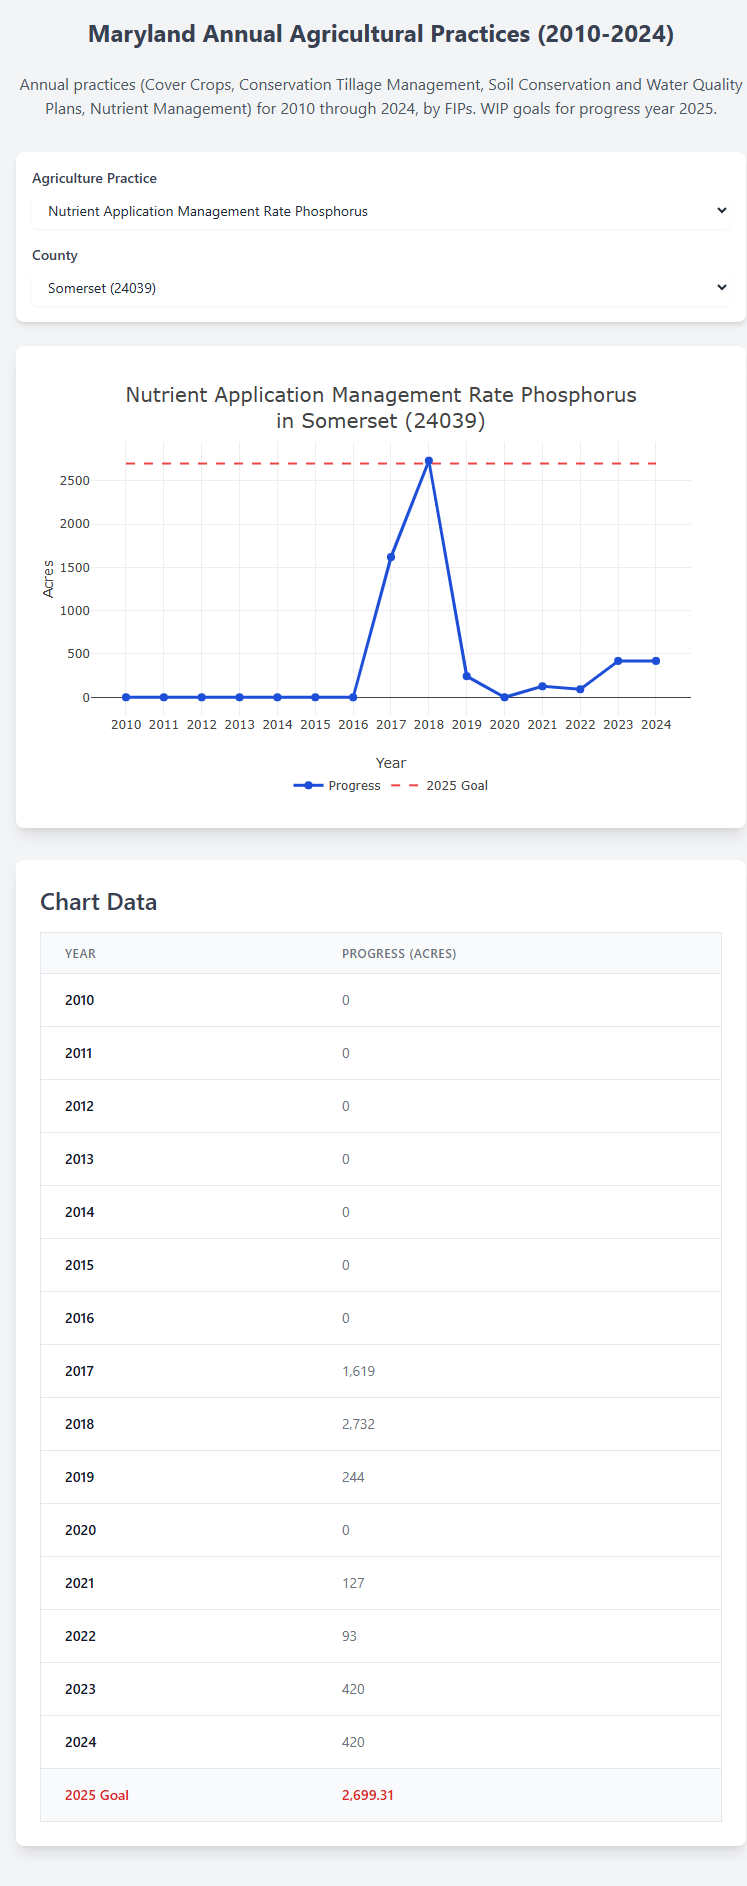 Maryland Annual Agricultural Practices (2010-2024)
Annual practices (Cover Crops, Conservation Tillage Management, Soil Conservation and Water Quality
Plans, Nutrient Management) for 2010 through 2024, by FIPs. WIP goals for progress year 2025.
Agriculture Practice
Nutrient Application Management Rate Phosphorus
County
Somerset (24039)
Nutrient Application Management Rate Phosphorus
in Somerset (24039)
2500
2000
1500
1000
500
0
Acres
2010 2011 2012 2013 2014 2015 2016 2017 2018 2019 2020 2021 2022 2023 2024
Year
Progress 2025 Goal
Chart Data
YEAR PROGRESS (ACRES)
2010 0
2011 0
2012 0
2013 0
2014 0
2015 0
2016 0
2017 1,619
2018 2,732
2019 244
2020 0
2021 127
2022 93
2023 420
2024 420
2025 Goal 2,699.31